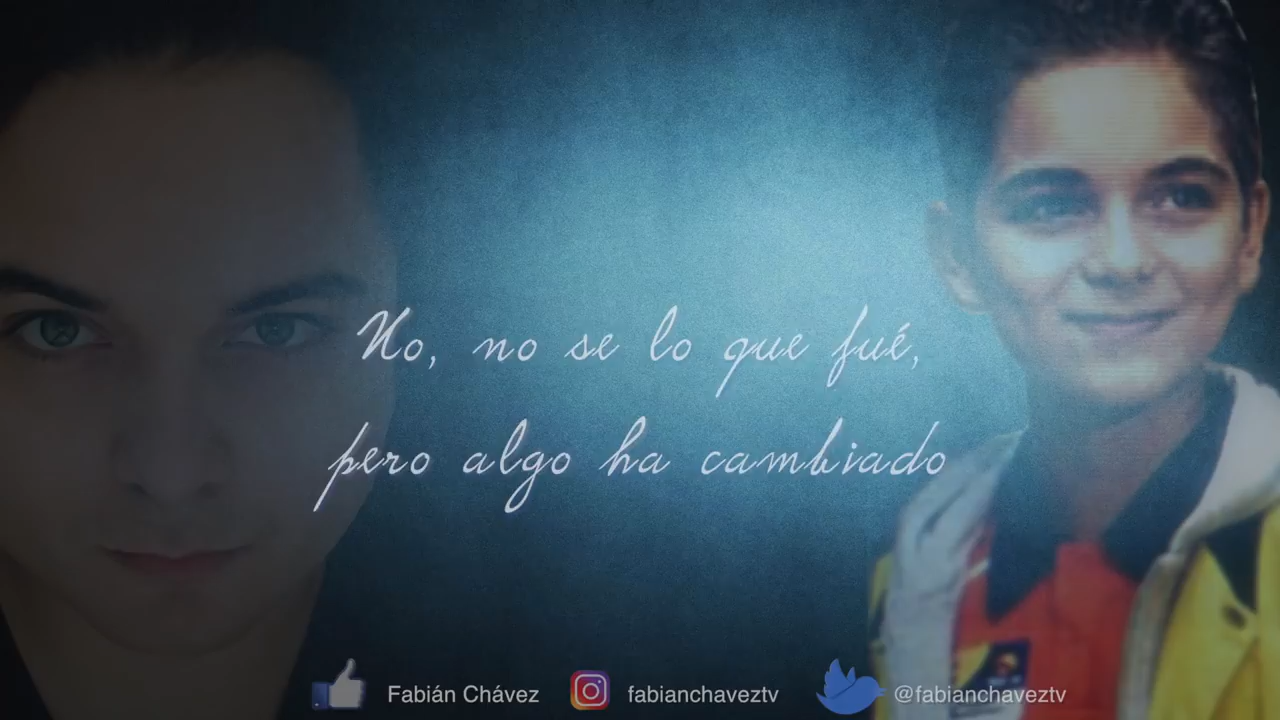 No, no se lo que fué,
pero algo ha cambiado
Fabián Chávez fabianchaveztv @fabianchaveztv